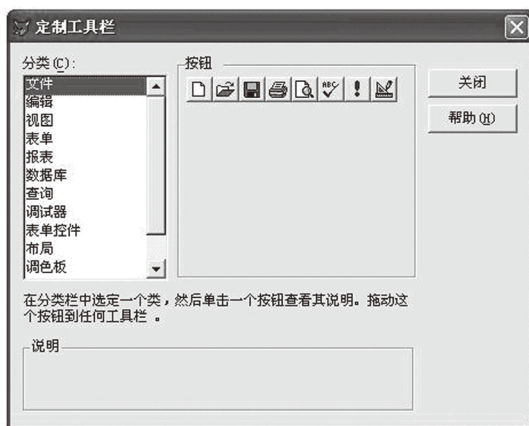 定制工具栏
分类(C):
文件
编辑
视图
表单
报表
数据库
查询
调试器
表单控件
布局
调色板
按钮
ABC
关闭
帮助(H)
在分类栏中选定一个类，然后单击一个按钮查看其说明。拖动这
个按钮到任何工具栏 。
说明